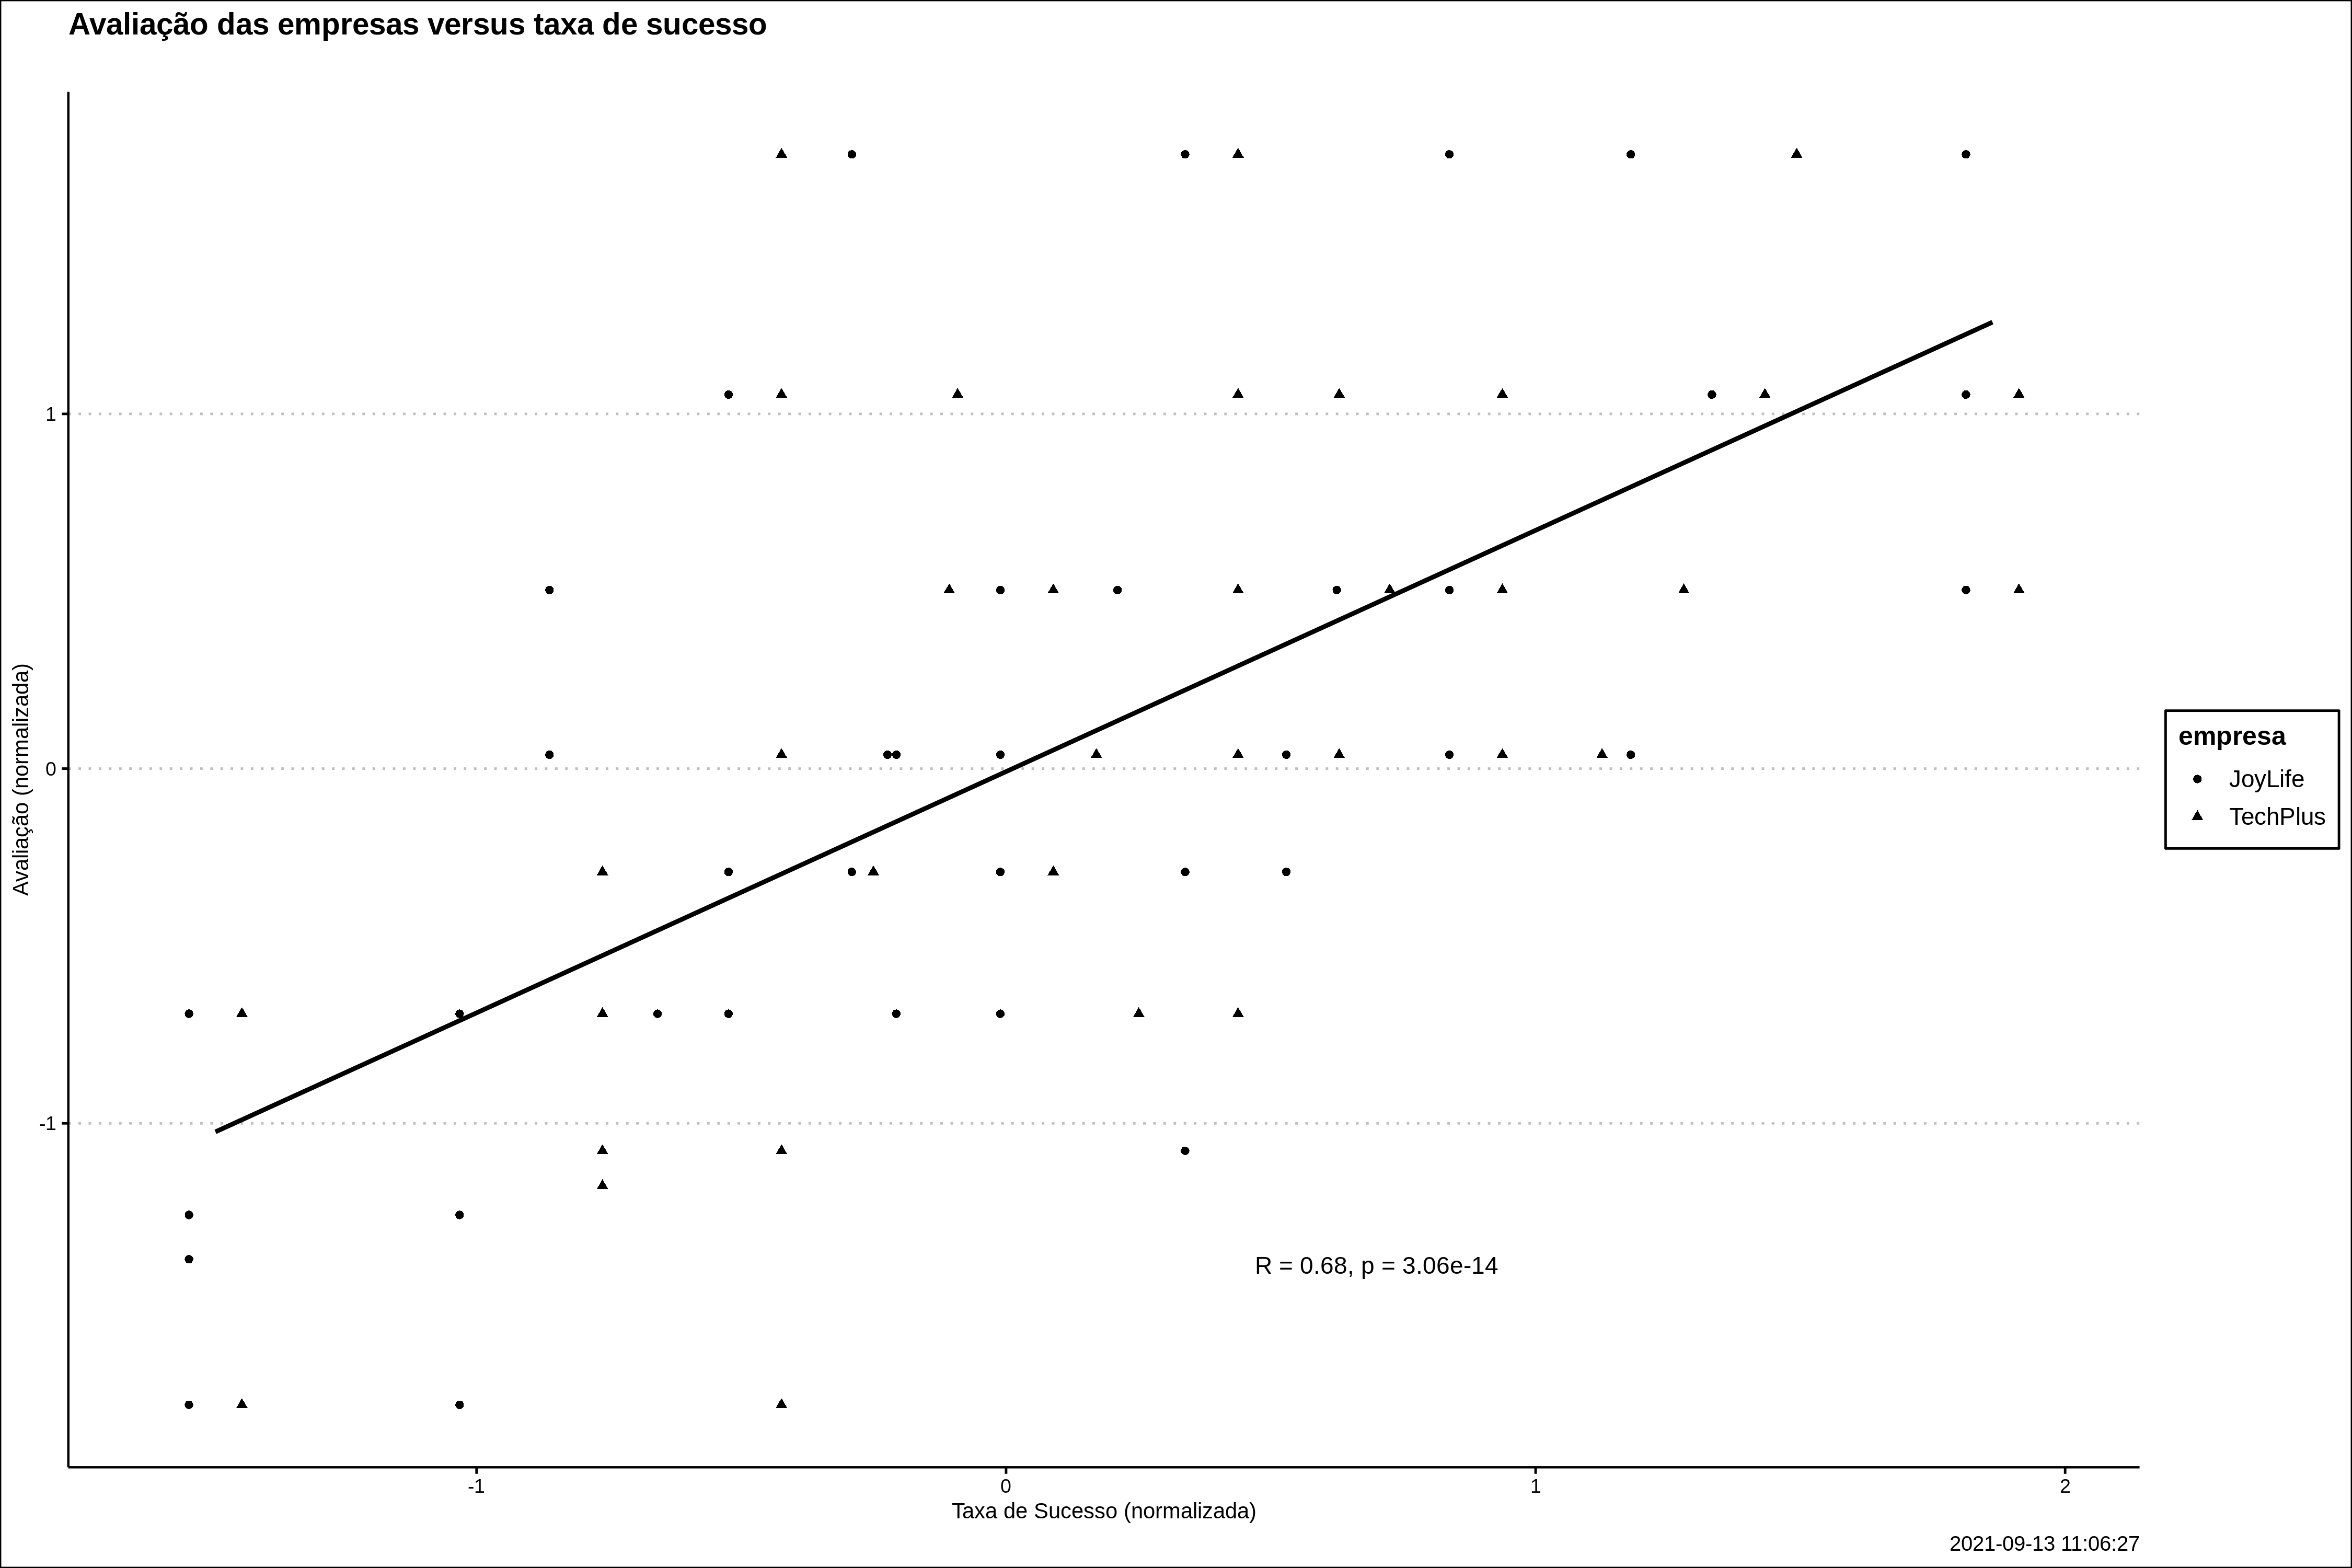 Avaliação das empresas versus taxa de sucesso
1
0
-1
Avaliação (normalizada)
empresa
JoyLife
TechPlus
R = 0.68, p = 3.06e-14
-1 0 1 2
Taxa de Sucesso (normalizada)
2021-09-13 11:06:27